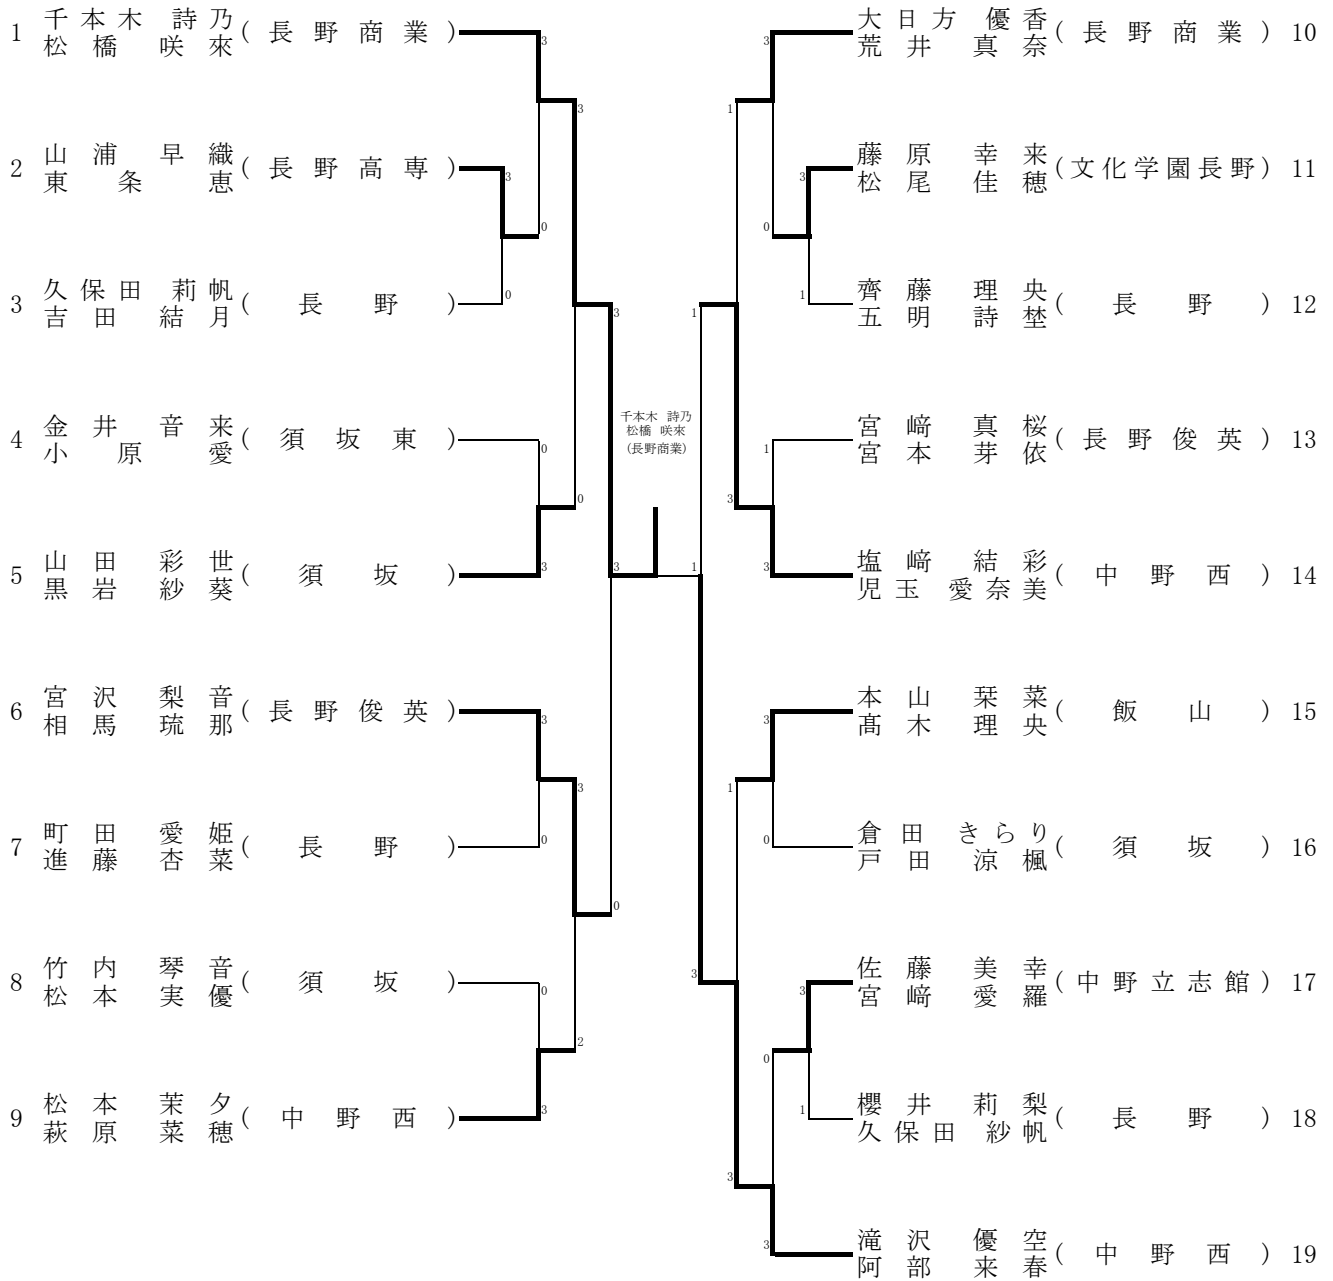 1 千本木 詩乃
松橋 咲來 (長野商業)
3
3
2 山浦 早織
東条 恵 (長野高専)
3
0
3 久保田 莉帆
吉田 結月 (長野)
0
3
4 金井 音来
小原 愛 (須坂東)
0
0
5 山田 彩世
黒岩 紗葵 (須坂)
3
3
6 宮沢 梨音
相馬 琉那 (長野俊英)
3
3
7 町田 愛姫
進藤 杏菜 (長野)
0
0
8 竹内 琴音
松本 実優 (須坂)
0
2
9 松本 茉夕
萩原 菜穂 (中野西)
3
千本木 詩乃
松橋 咲來
(長野商業)
大日方 優香
荒井 真奈 (長野商業) 10
3
1
藤原 幸来
松尾 佳穂 (文化学園長野) 11
3
0
齊藤 理央
五明 詩埜 (長野) 12
1
1
宮﨑 真桜
宮本 芽依 (長野俊英) 13
1
3
塩﨑 結彩
児玉 愛奈美 (中野西) 14
3
1
本山 栞菜
髙木 理央 (飯山) 15
3
1
倉田 きらり
戸田 涼楓 (須坂) 16
0
佐藤 美幸
宮﨑 愛羅 (中野立志館) 17
3
3
0
櫻井 莉梨
久保田 紗帆 (長野) 18
1
3
滝沢 優空
阿部 来春 (中野西) 19
3